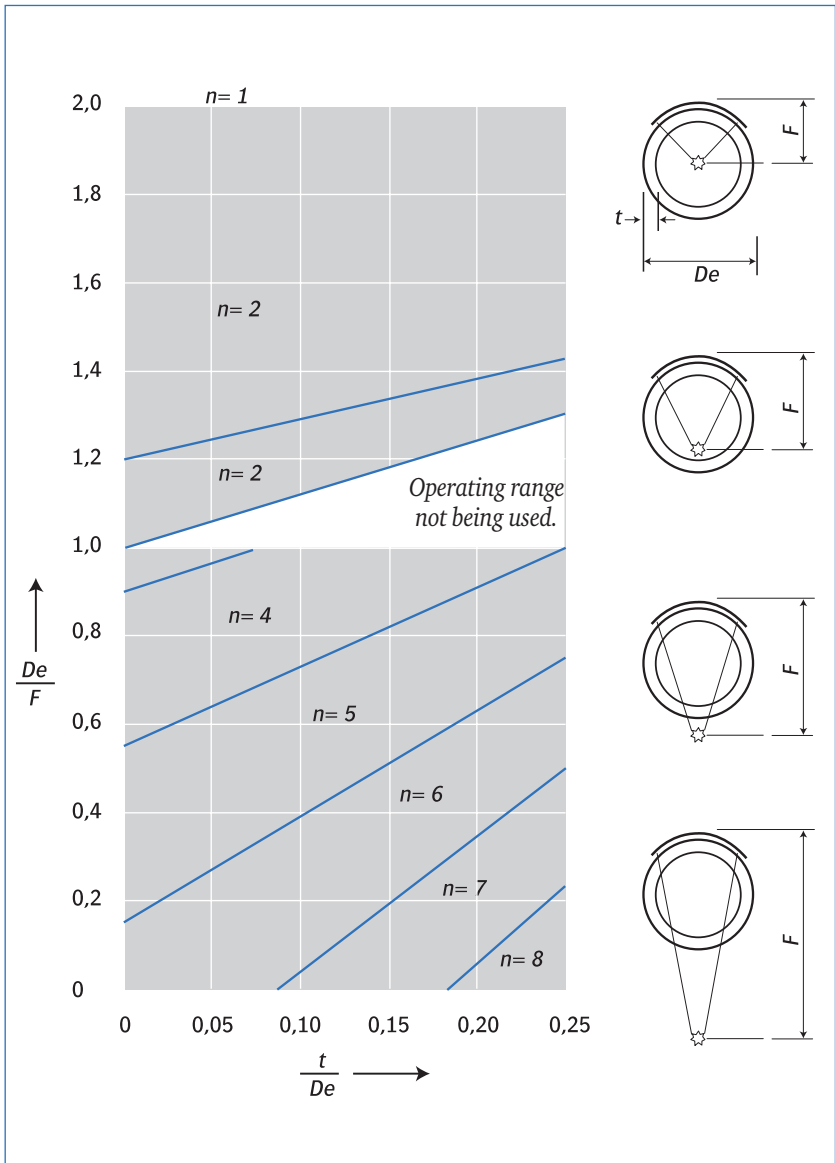 n= 1
2,0
1,8
1,6
n= 2
1,4
1,2
n= 2
Operating range
not being used.
1,0
n= 4
0,8
De
F
0,6
n= 5
0,4
n= 6
0,2
n= 7
n= 8
0
0
0,05
0,10
0,15
0,20
0,25
t
De
F
t
De
F
F
F